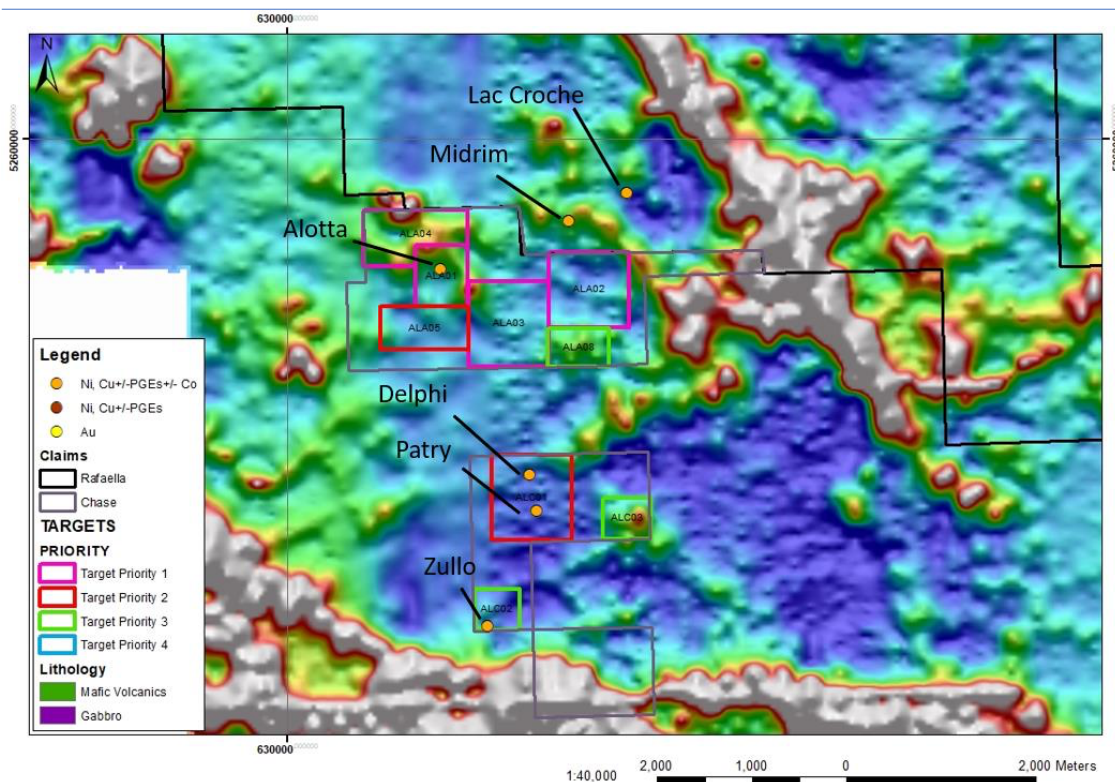 630000 000000
N
Lac Croche
Midrim
5260000 000000
Alotta
ALA04
ALA01
ALA02
ALA03
ALA05
ALA08
Legend
Ni, Cu+/-PGEs+/- Co
Ni, Cu+/-PGEs
Au
Claims
Rafaella
Chase
TARGETS
PRIORITY
Target Priority 1
Target Priority 2
Target Priority 3
Target Priority 4
Lithology
Mafic Volcanics
Gabbro
Delphi
Patry
ALC01
ALC03
Zullo
ALC02
630000 000000
1:40,000
2,000 1,000 0 2,000 Meters